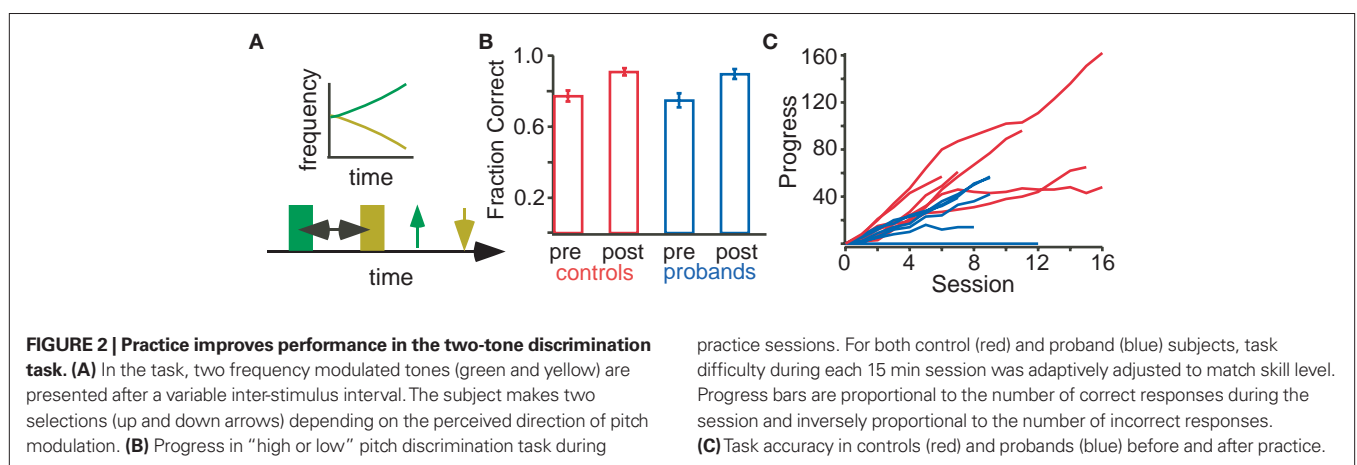 A
frequency
time
time
B
Fraction Correct
1.0
0.6
0.2
pre post pre post
controls probands
C
Progress
160
120
80
40
0 4 8 12 16
Session
FIGURE 2 | Practice improves performance in the two-tone discrimination
task. (A) In the task, two frequency modulated tones (green and yellow) are
presented after a variable inter-stimulus interval. The subject makes two
selections (up and down arrows) depending on the perceived direction of pitch
modulation. (B) Progress in “high or low” pitch discrimination task during
practice sessions. For both control (red) and proband (blue) subjects, task
difficulty during each 15 min session was adaptively adjusted to match skill level.
Progress bars are proportional to the number of correct responses during the
session and inversely proportional to the number of incorrect responses.
(C) Task accuracy in controls (red) and probands (blue) before and after practice.